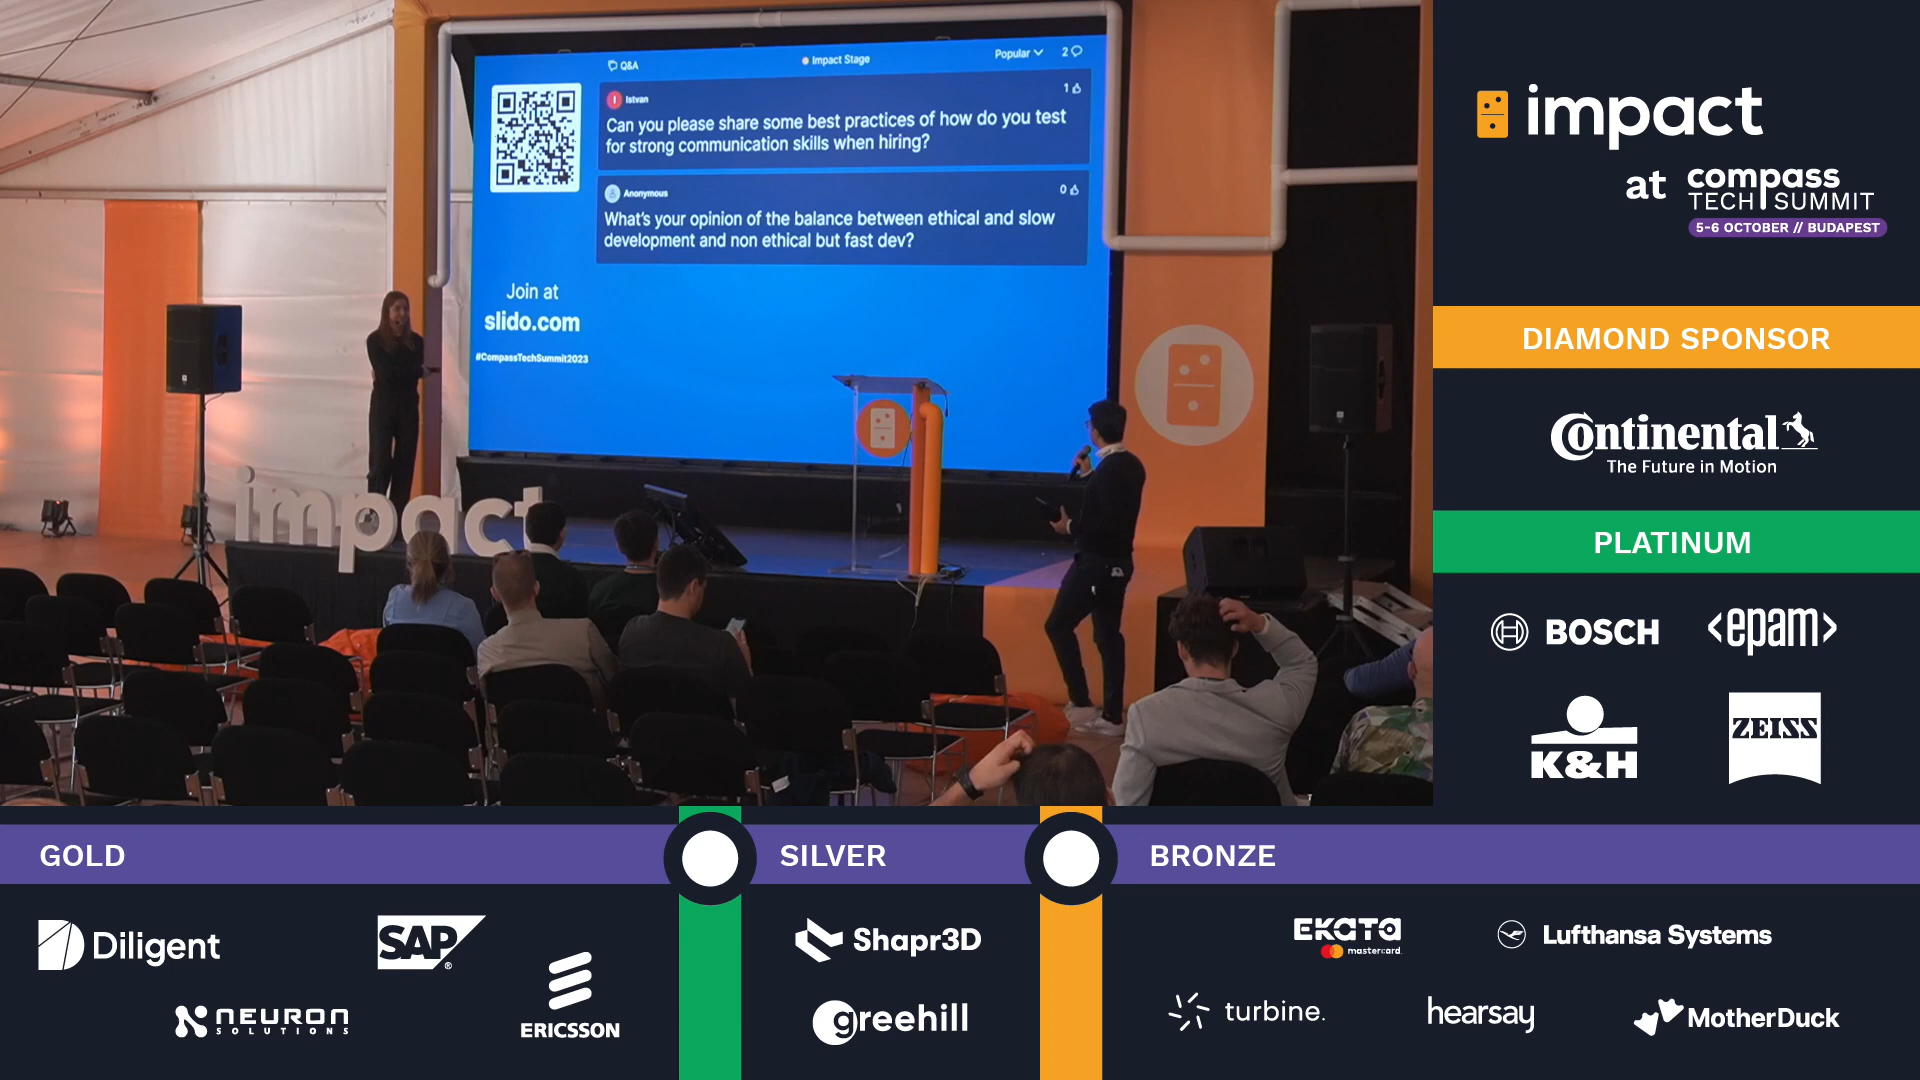 Q&A
Impact Stage
Popular
2
Istvan
1
Can you please share some best practices of how do you test
for strong communication skills when hiring?
Anonymous
0
What's your opinion of the balance between ethical and slow
development and non ethical but fast dev?
Join at
slido.com
#CompassTechSummit2023
impact
impact
at
compass
TECH SUMMIT
5-6 OCTOBER // BUDAPEST
DIAMOND SPONSOR
Continental
The Future in Motion
PLATINUM
BOSCH
<epam>
K&H
ZEISS
GOLD
SILVER
BRONZE
Diligent
SAP
®
NEURON
SOLUTIONS
ERICSSON
Shapr3D
greehill
EKATA
mastercard.
Lufthansa Systems
turbine.
hearsay
MotherDuck